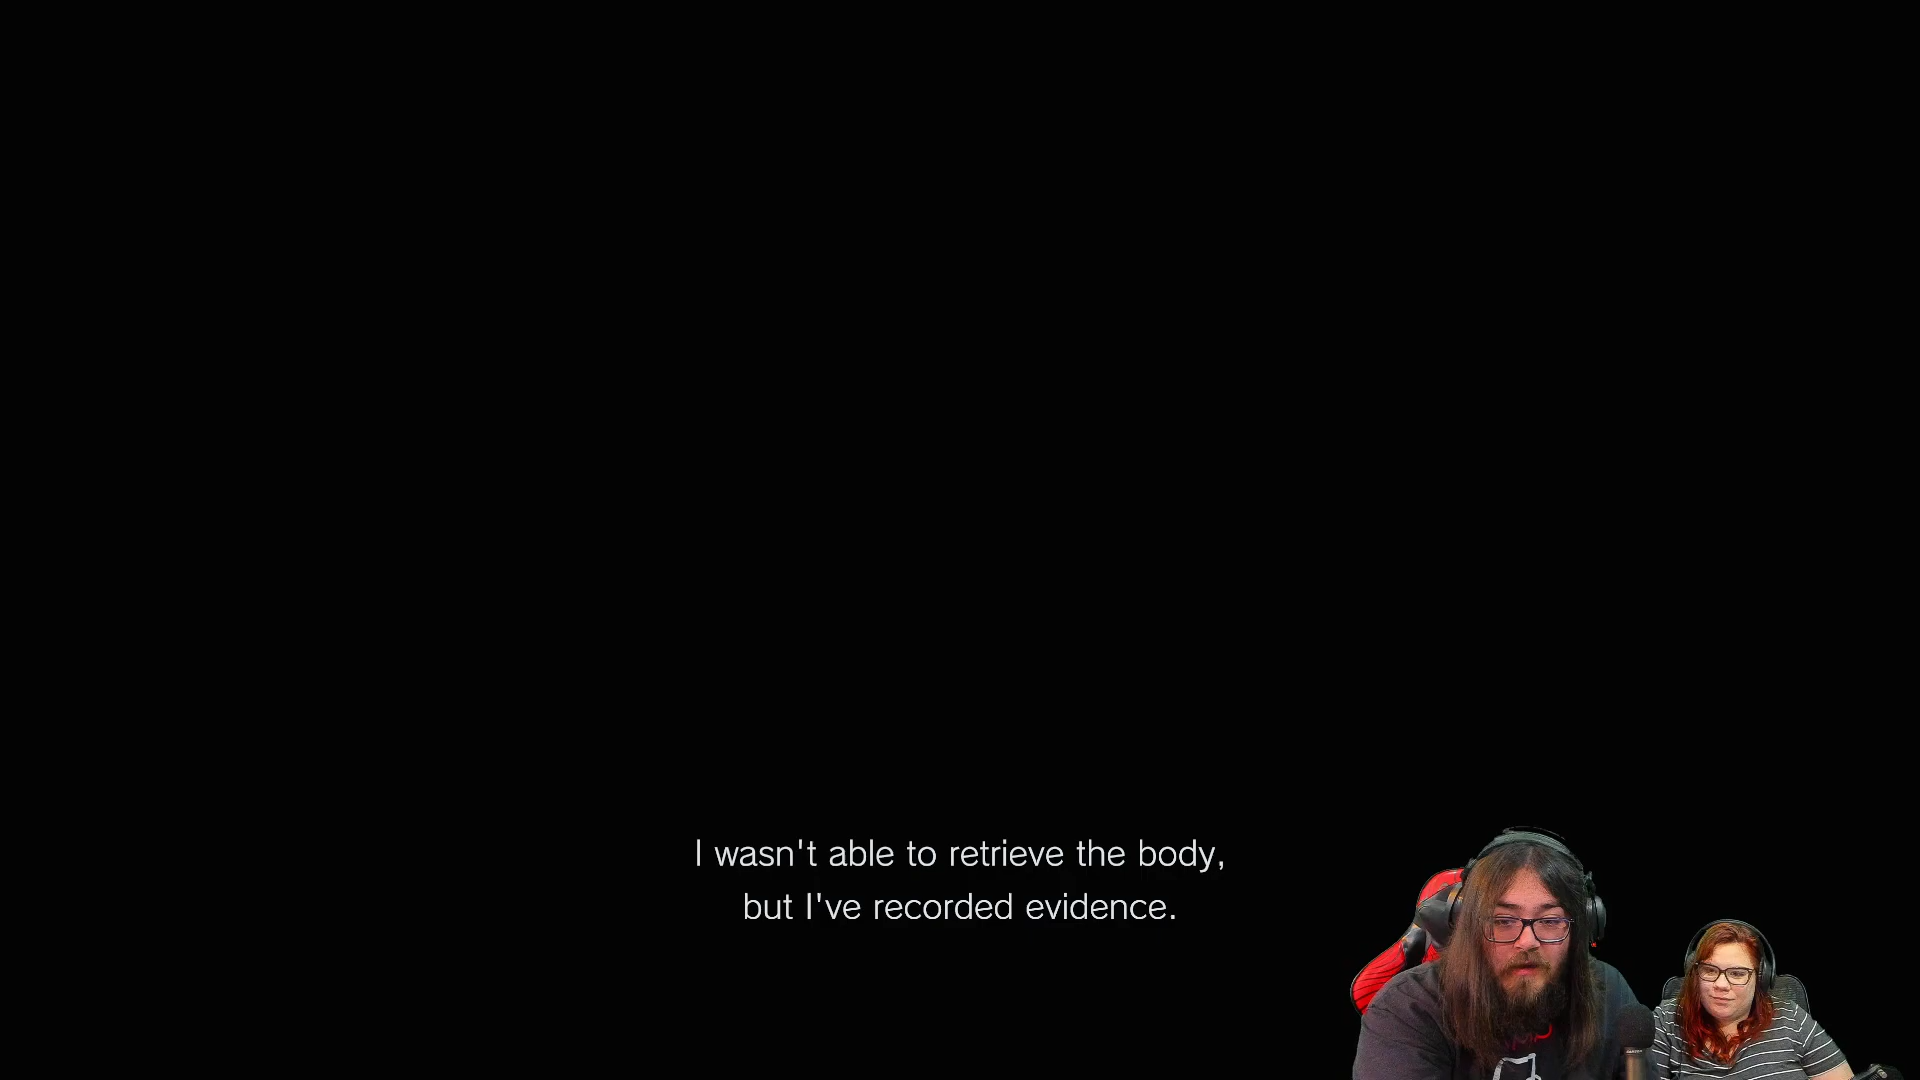 I wasn't able to retrieve the body,
but I've recorded evidence.